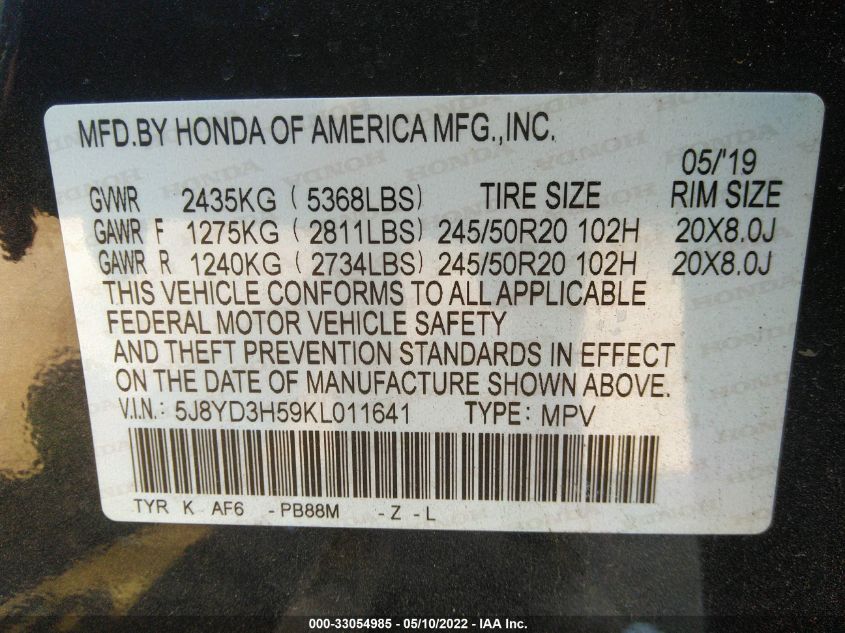 MFD.BY HONDA OF AMERICA MFG.,INC.
05/'19
GVWR 2435KG ( 5368LBS) TIRE SIZE RIM SIZE
GAWR F 1275KG ( 2811LBS) 245/50R20 102H 20X8.0J
GAWR R 1240KG ( 2734LBS) 245/50R20 102H 20X8.0J
THIS VEHICLE CONFORMS TO ALL APPLICABLE
FEDERAL MOTOR VEHICLE SAFETY
AND THEFT PREVENTION STANDARDS IN EFFECT
ON THE DATE OF MANUFACTURE SHOWN ABOVE.
V.I.N.: 5J8YD3H59KL011641 TYPE: MPV
TYR K AF6 -PB88M -Z -L
000-33054985 - 05/10/2022 - IAA Inc.